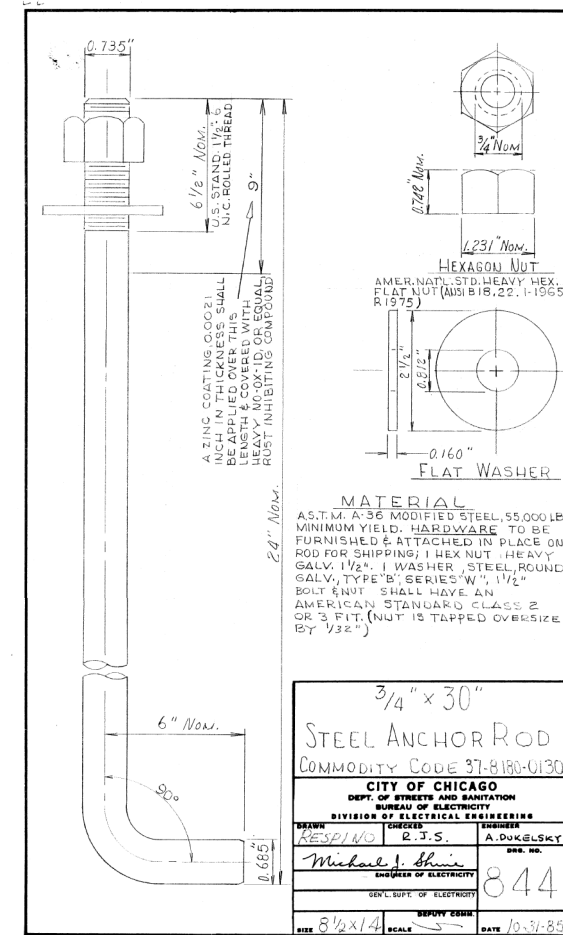 0.735"
6 1/2" NOM.
U.S. STAND. 1 1/2"- 6
N.C. ROLLED THREAD
9"
A ZINC COATING, 0.0021
INCH IN THICKNESS SHALL
BE APPLIED OVER THIS
LENGTH & COVERED WITH
HEAVY NO-OX-ID, OR EQUAL,
RUST INHIBITING COMPOUND
24" NOM.
6" NOM.
90°
0.685"
3/4" NOM
0.742" NOM.
1.231" NOM.
HEXAGON NUT
AMER. NAT'L. STD. HEAVY HEX.
FLAT NUT (ANSI B18.22.1-1965
R1975)
2 1/2"
0.812"
0.160"
FLAT WASHER
MATERIAL
A.S.T.M. A-36 MODIFIED STEEL, 55,000 LB
MINIMUM YIELD. HARDWARE TO BE
FURNISHED & ATTACHED IN PLACE ON
ROD FOR SHIPPING; 1 HEX NUT, HEAVY
GALV. 1 1/2". 1 WASHER, STEEL, ROUND
GALV., TYPE "B", SERIES "W", 1 1/2"
BOLT & NUT SHALL HAVE AN
AMERICAN STANDARD CLASS 2
OR 3 FIT. (NUT IS TAPPED OVERSIZE
BY 1/32")
3/4" x 30"
STEEL ANCHOR ROD
COMMODITY CODE 37-8180-0130
CITY OF CHICAGO
DEPT. OF STREETS AND SANITATION
BUREAU OF ELECTRICITY
DIVISION OF ELECTRICAL ENGINEERING
DRAWN CHECKED ENGINEER
RESPINO R.J.S. A. DOKELSKY
Michael J. Shine
DRG. NO.
ENGINEER OF ELECTRICITY
844
GEN'L. SUPT. OF ELECTRICITY
DEPUTY COMM.
SIZE 8 1/2 x 14 SCALE DATE 10-31-85